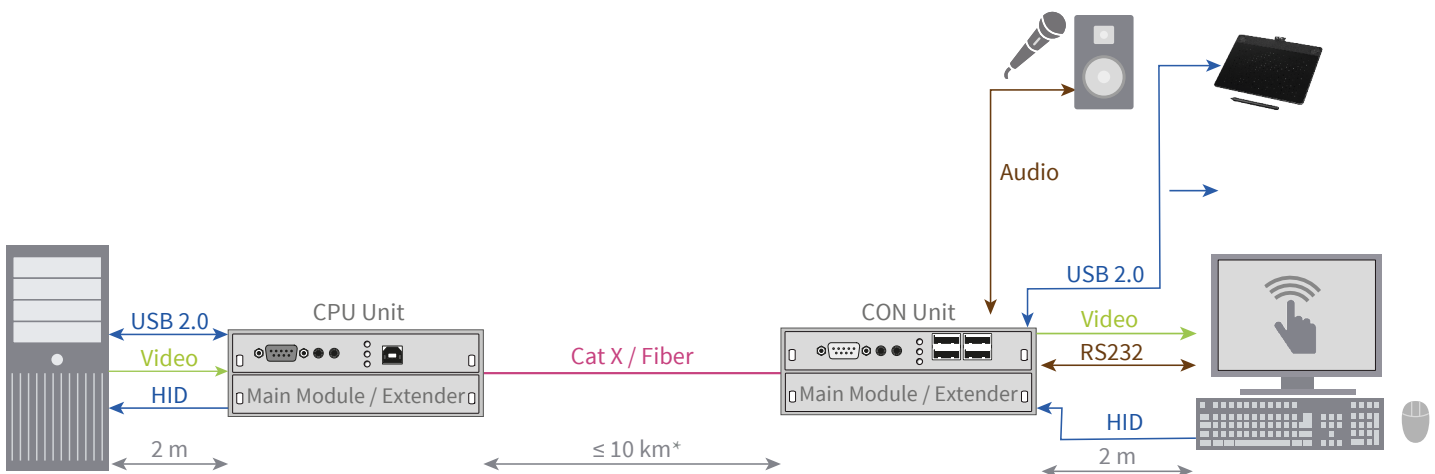 Audio
USB 2.0
CPU Unit
CON Unit
USB 2.0
Video
HID
Main Module / Extender
Cat X / Fiber
Main Module / Extender
Video
RS232
HID
2 m
≤ 10 km*
2 m